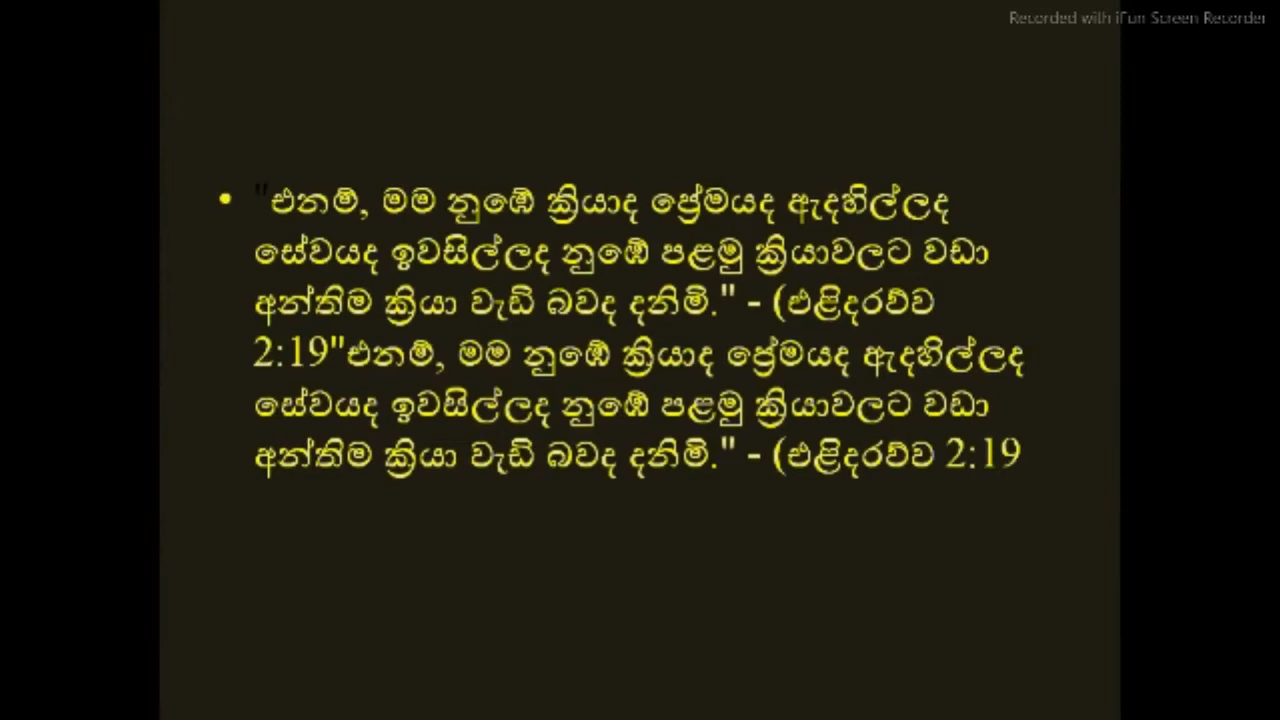 Recorded with iFun Screen Recorder
• "එනම්, මම නුඹේ ක්‍රියාද ප්‍රේමයද ඇදහිල්ලද
සේවයද ඉවසිල්ලද නුඹේ පළමු ක්‍රියාවලට වඩා
අන්තිම ක්‍රියා වැඩි බවද දනිමි." - (එළිදරව්ව
2:19"එනම්, මම නුඹේ ක්‍රියාද ප්‍රේමයද ඇදහිල්ලද
සේවයද ඉවසිල්ලද නුඹේ පළමු ක්‍රියාවලට වඩා
අන්තිම ක්‍රියා වැඩි බවද දනිමි." - (එළිදරව්ව 2:19